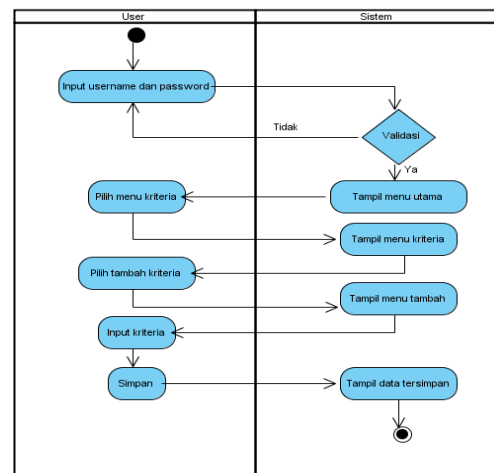 User
Sistem
Input username dan password
Validasi
Tidak
Ya
Tampil menu utama
Pilih menu kriteria
Tampil menu kriteria
Pilih tambah kriteria
Tampil menu tambah
Input kriteria
Simpan
Tampil data tersimpan